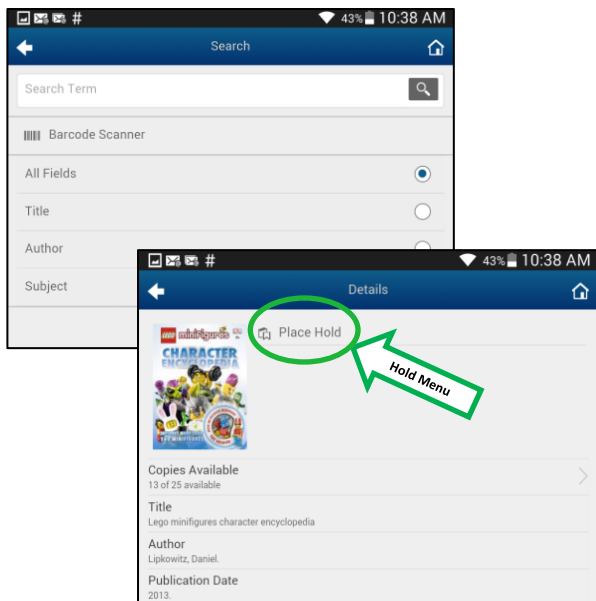 # 43% 10:38 AM
Search
Search Term
Barcode Scanner
All Fields
Title
Author
Subject
# 43% 10:38 AM
Details
Place Hold
Hold Menu
minifigures
CHARACTER
ENCYCLOPEDIA
Copies Available
13 of 25 available
Title
Lego minifigures character encyclopedia
Author
Lipkowitz, Daniel.
Publication Date
2013.